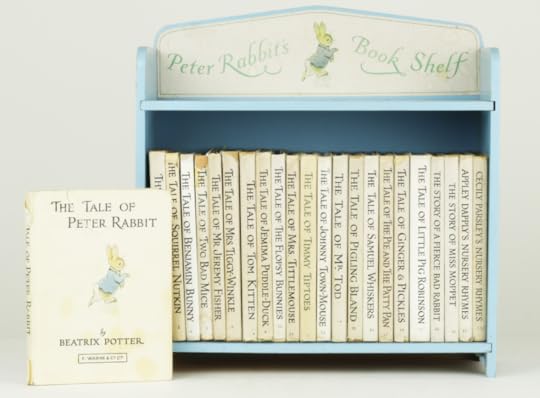 Peter Rabbit's Book Shelf
THE TALE OF
PETER RABBIT
by
BEATRIX POTTER
F. WARNE & Co LTD
THE TALE OF PETER RABBIT
THE TALE OF SQUIRREL NUTKIN
THE TALE OF BENJAMIN BUNNY
THE TALE OF TWO BAD MICE
THE TALE OF MRS TIGGY-WINKLE
THE TALE OF MR. JEREMY FISHER
THE TALE OF TOM KITTEN
THE TALE OF JEMIMA PUDDLE-DUCK
THE TALE OF THE FLOPSY BUNNIES
THE TALE OF MRS. TITTLEMOUSE
THE TALE OF TIMMY TIPTOES
THE TALE OF JOHNNY TOWN-MOUSE
THE TALE OF MR. TOD
THE TALE OF PIGLING BLAND
THE TALE OF SAMUEL WHISKERS
THE TALE OF THE PIE AND THE PATTY PAN
THE TALE OF GINGER & PICKLES
THE TALE OF LITTLE PIG ROBINSON
THE STORY OF A FIERCE BAD RABBIT
THE STORY OF MISS MOPPET
APPLEY DAPPLY'S NURSERY RHYMES
CECILY PARSLEY'S NURSERY RHYMES